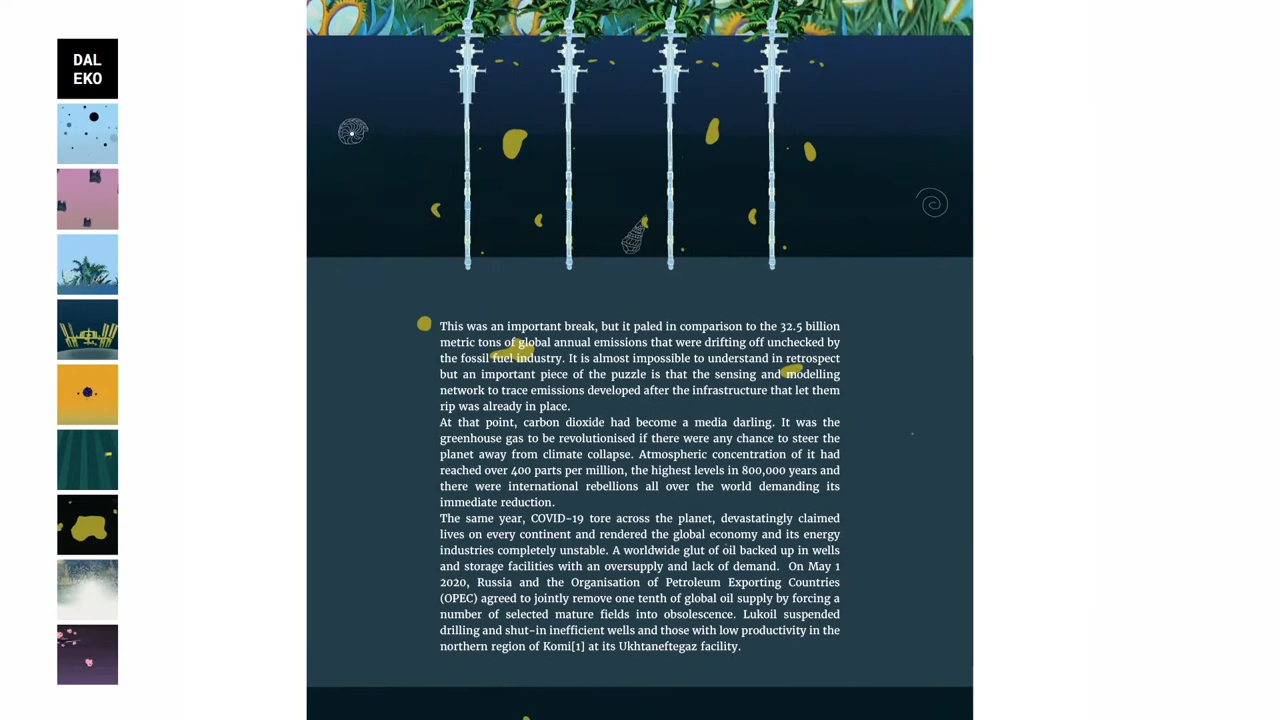 DAL
EKO
This was an important break, but it paled in comparison to the 32.5 billion
metric tons of global annual emissions that were drifting off unchecked by
the fossil fuel industry. It is almost impossible to understand in retrospect
but an important piece of the puzzle is that the sensing and modelling
network to trace emissions developed after the infrastructure that let them
rip was already in place.
At that point, carbon dioxide had become a media darling. It was the
greenhouse gas to be revolutionised if there were any chance to steer the
planet away from climate collapse. Atmospheric concentration of it had
reached over 400 parts per million, the highest levels in 800,000 years and
there were international rebellions all over the world demanding its
immediate reduction.
The same year, COVID-19 tore across the planet, devastatingly claimed
lives on every continent and rendered the global economy and its energy
industries completely unstable. A worldwide glut of oil backed up in wells
and storage facilities with an oversupply and lack of demand. On May 1
2020, Russia and the Organisation of Petroleum Exporting Countries
(OPEC) agreed to jointly remove one tenth of global oil supply by forcing a
number of selected mature fields into obsolescence. Lukoil suspended
drilling and shut-in inefficient wells and those with low productivity in the
northern region of Komi[1] at its Ukhtaneftegaz facility.